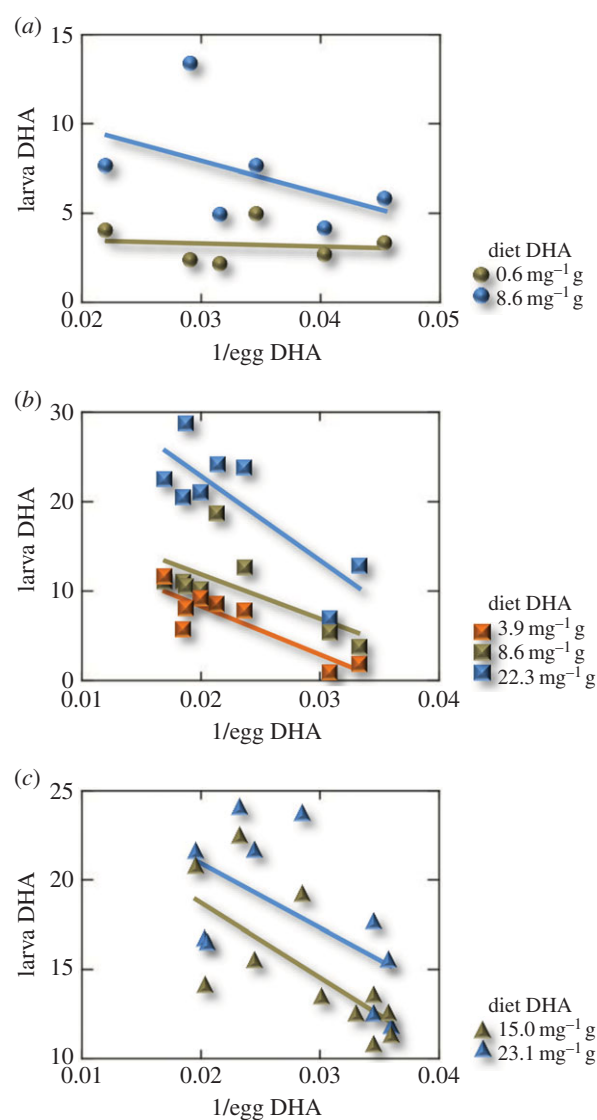 (a)
15
10
5
0
larva DHA
0.02 0.03 0.04 0.05
1/egg DHA
diet DHA
0.6 mg⁻¹ g
8.6 mg⁻¹ g
(b)
30
20
10
0
larva DHA
0.01 0.02 0.03 0.04
1/egg DHA
diet DHA
3.9 mg⁻¹ g
8.6 mg⁻¹ g
22.3 mg⁻¹ g
(c)
25
20
15
10
larva DHA
0.01 0.02 0.03 0.04
1/egg DHA
diet DHA
15.0 mg⁻¹ g
23.1 mg⁻¹ g